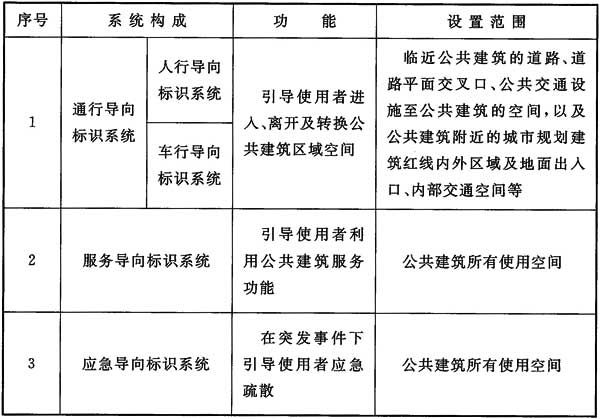 序号 系统构成 功能 设置范围
1
通行导向
标识系统
人行导向
标识系统
车行导向
标识系统
引导使用者进
入、离开及转换公
共建筑区域空间
临近公共建筑的道路、道
路平面交叉口、公共交通设
施至公共建筑的空间,以及
公共建筑附近的城市规划建
筑红线内外区域及地面出入
口、内部交通空间等
2
服务导向标识系统
引导使用者利
用公共建筑服务
功能
公共建筑所有使用空间
3
应急导向标识系统
在突发事件下
引导使用者应急
疏散
公共建筑所有使用空间